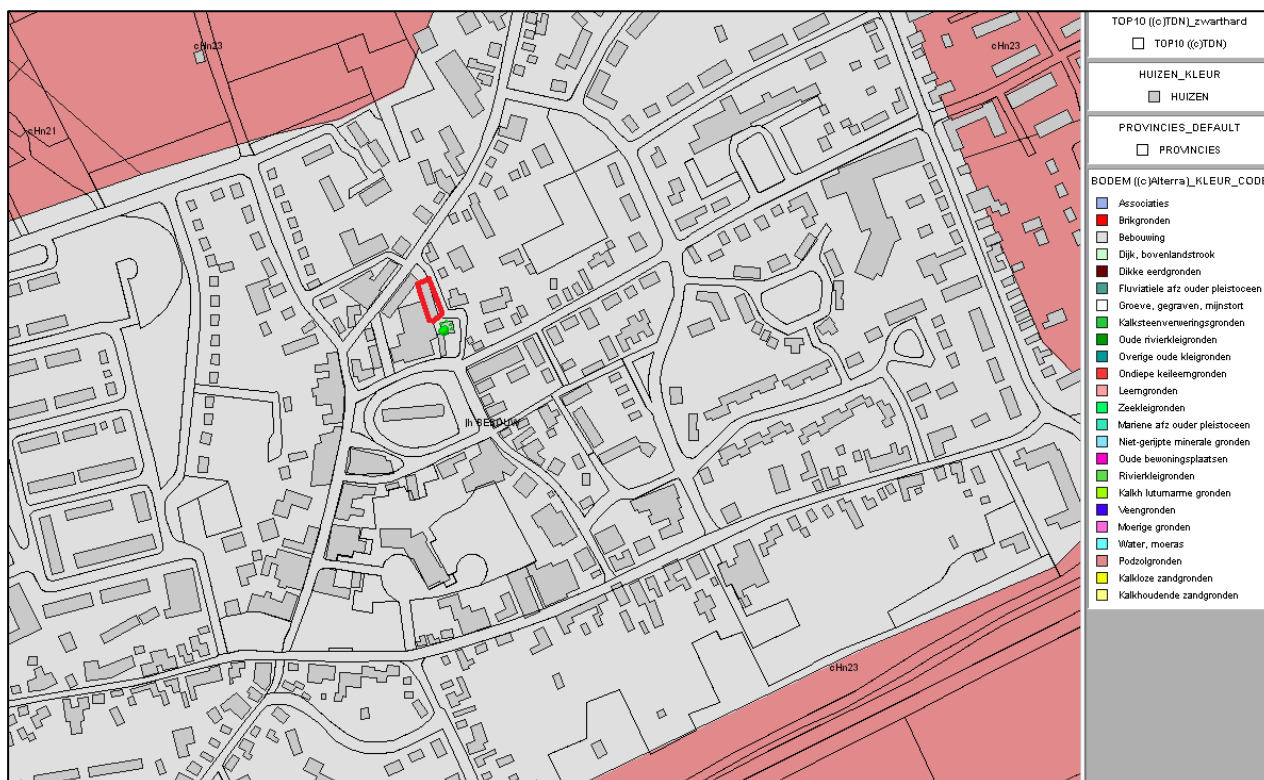 cHn23
cHn21
cHn23
|h BEBOUW
cHn23
TOP10 ((c)TDN)_zwarthard
TOP10 ((c)TDN)
HUIZEN_KLEUR
HUIZEN
PROVINCIES_DEFAULT
PROVINCIES
BODEM ((c)Alterra)_KLEUR_CODE
Associaties
Brikgronden
Bebouwing
Dijk, bovenlandstrook
Dikke eerdgronden
Fluviatiele afz ouder pleistoceen
Groeve, gegraven, mijnstort
Kalksteenverweringsgronden
Oude rivierkleigronden
Overige oude kleigronden
Ondiepe keileemgronden
Leemgronden
Zeekleigronden
Mariene afz ouder pleistoceen
Niet-gerijpte minerale gronden
Oude bewoningsplaatsen
Rivierkleigronden
Kalkh lutumarme gronden
Veengronden
Moerige gronden
Water, moeras
Podzolgronden
Kalkloze zandgronden
Kalkhoudende zandgronden